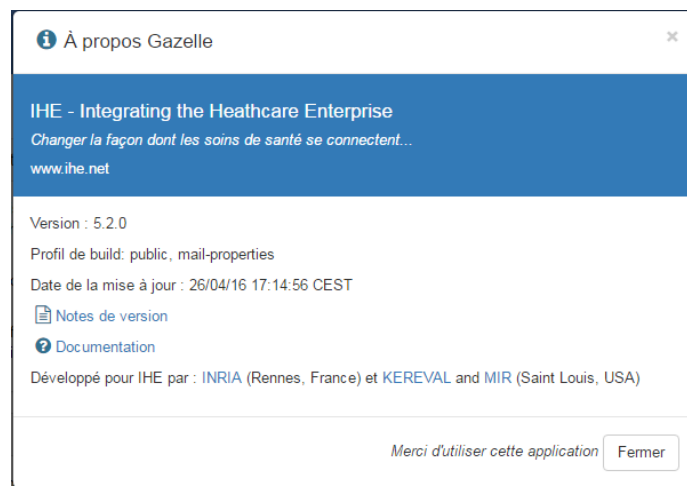 À propos Gazelle
×
IHE - Integrating the Heathcare Enterprise
Changer la façon dont les soins de santé se connectent...
www.ihe.net
Version : 5.2.0
Profil de build: public, mail-properties
Date de la mise à jour : 26/04/16 17:14:56 CEST
Notes de version
Documentation
Développé pour IHE par : INRIA (Rennes, France) et KEREVAL and MIR (Saint Louis, USA)
Merci d'utiliser cette application Fermer